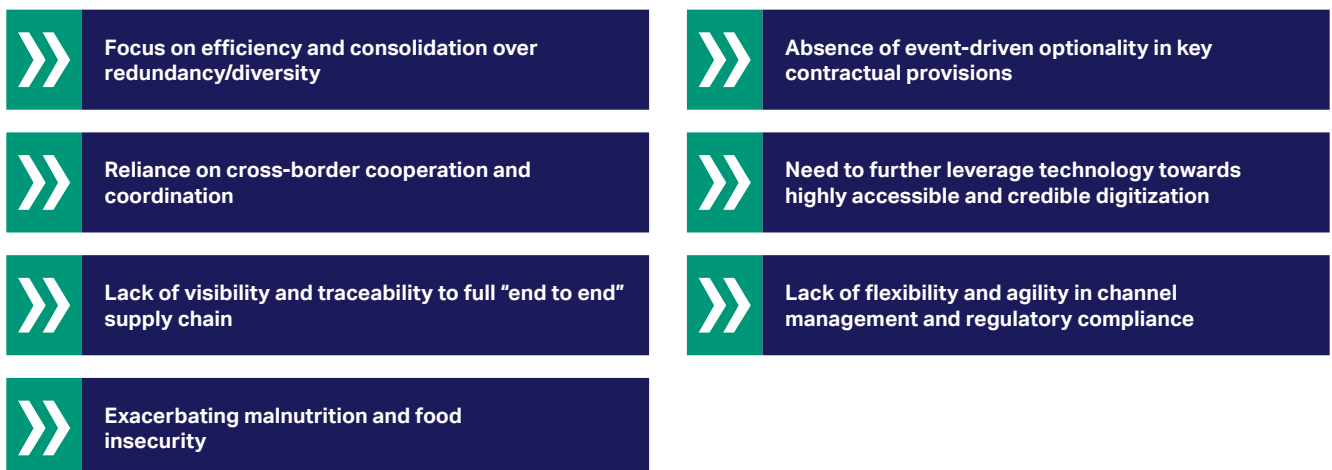 Focus on efficiency and consolidation over
redundancy/diversity
Reliance on cross-border cooperation and
coordination
Lack of visibility and traceability to full “end to end”
supply chain
Exacerbating malnutrition and food
insecurity
Absence of event-driven optionality in key
contractual provisions
Need to further leverage technology towards
highly accessible and credible digitization
Lack of flexibility and agility in channel
management and regulatory compliance